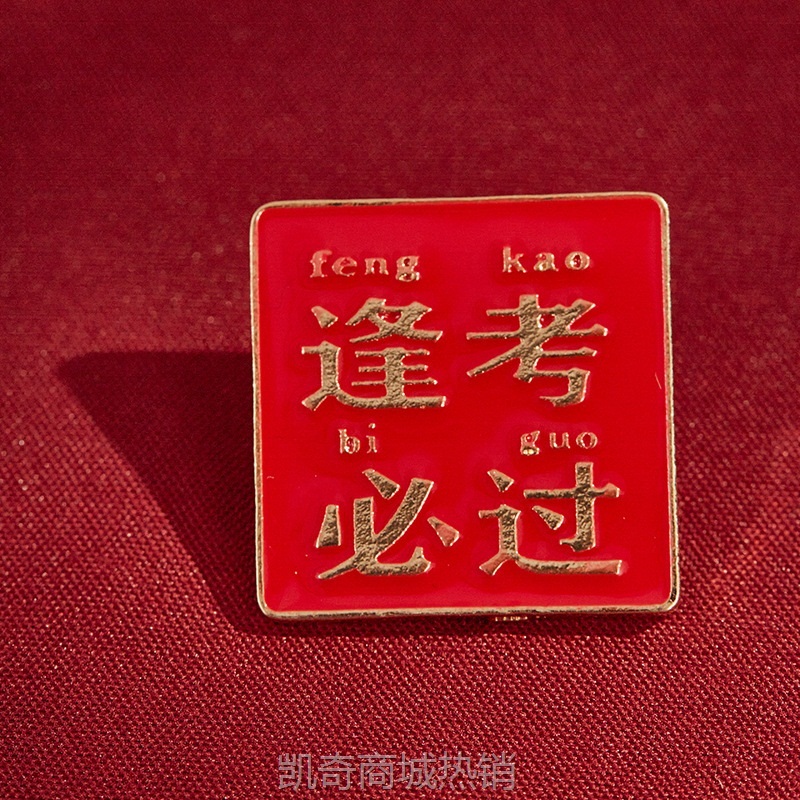 feng kao
逢考
bi guo
必过
凯奇商城热销